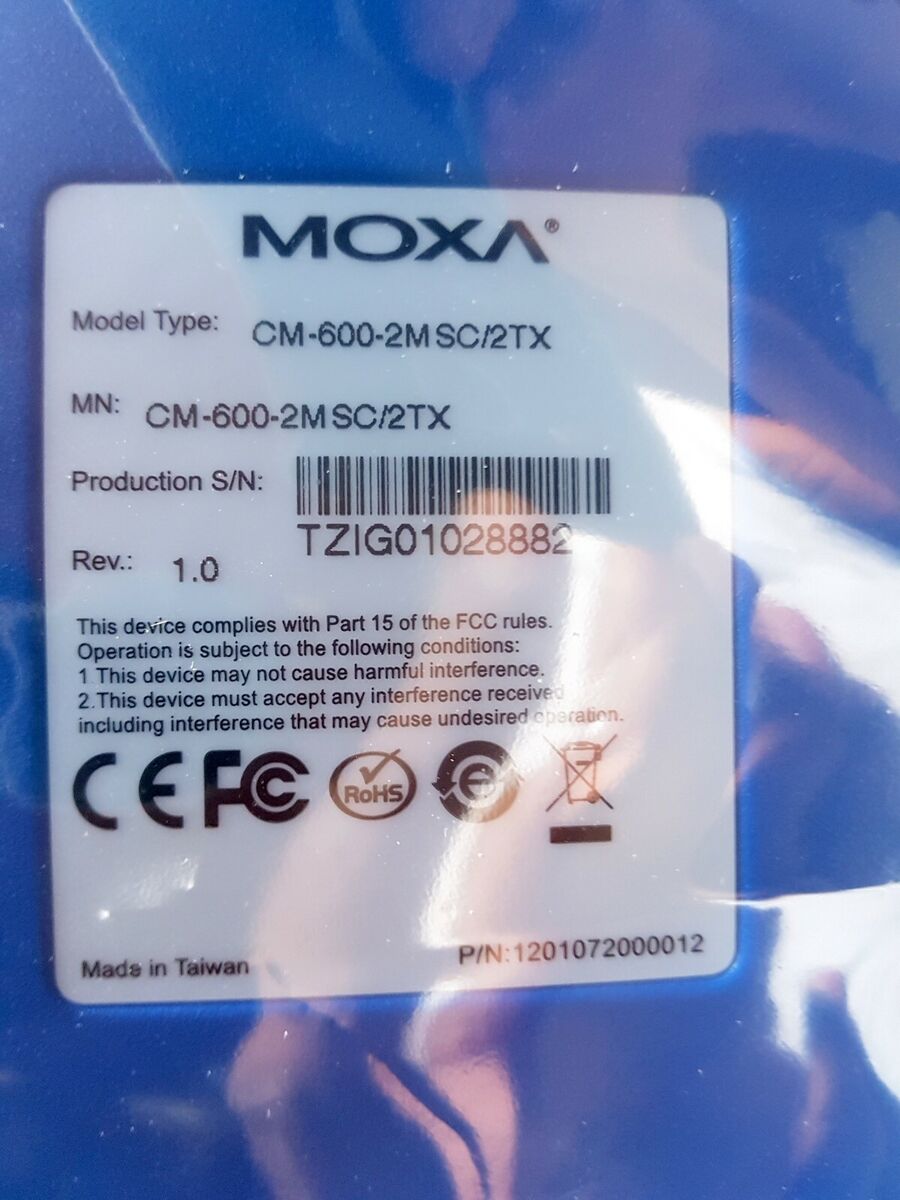 MOXA®
Model Type: CM-600-2MSC/2TX
MN: CM-600-2MSC/2TX
Production S/N:
TZIG01028882
Rev.: 1.0
This device complies with Part 15 of the FCC rules.
Operation is subject to the following conditions:
1 This device may not cause harmful interference.
2.This device must accept any interference received
including interference that may cause undesired operation.
CE FC RoHS e
Made in Taiwan
P/N:1201072000012